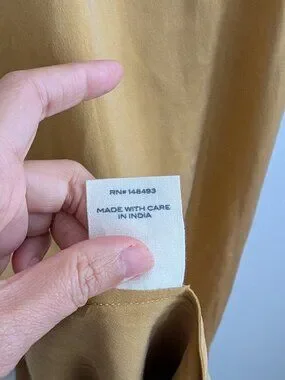 RN# 148493
MADE WITH CARE
IN INDIA